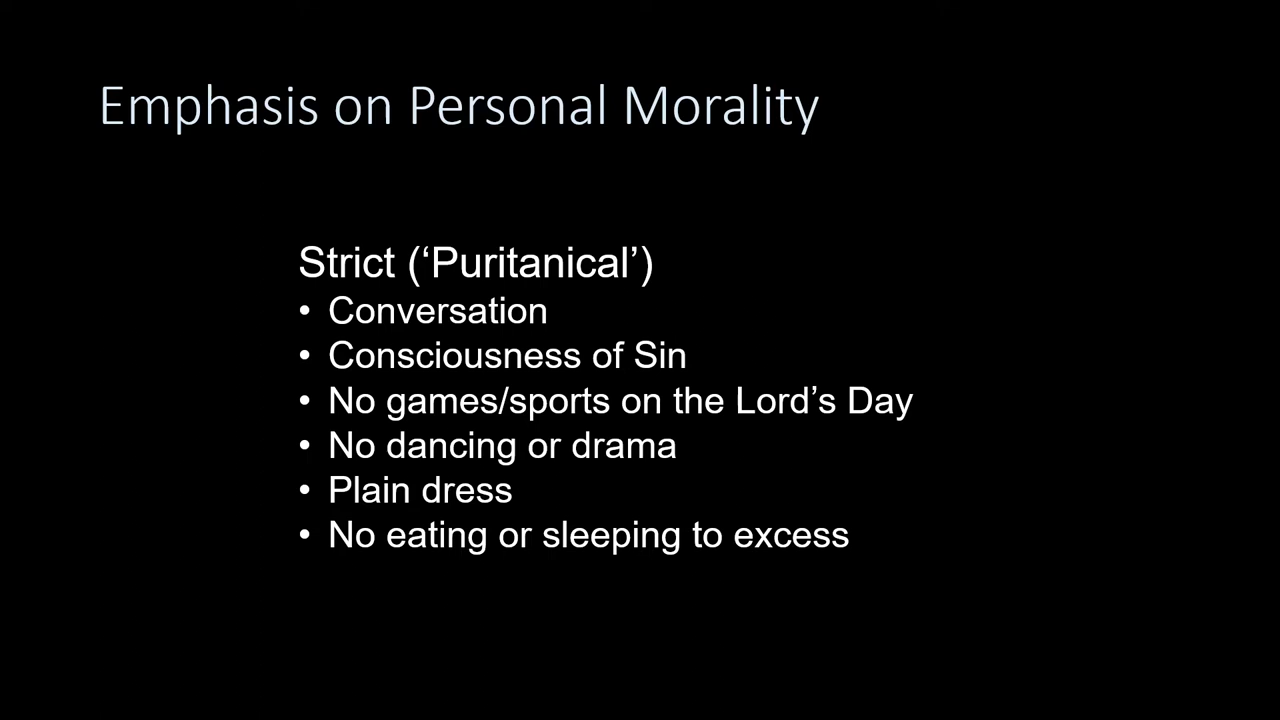 Emphasis on Personal Morality
Strict (‘Puritanical’)
• Conversation
• Consciousness of Sin
• No games/sports on the Lord’s Day
• No dancing or drama
• Plain dress
• No eating or sleeping to excess